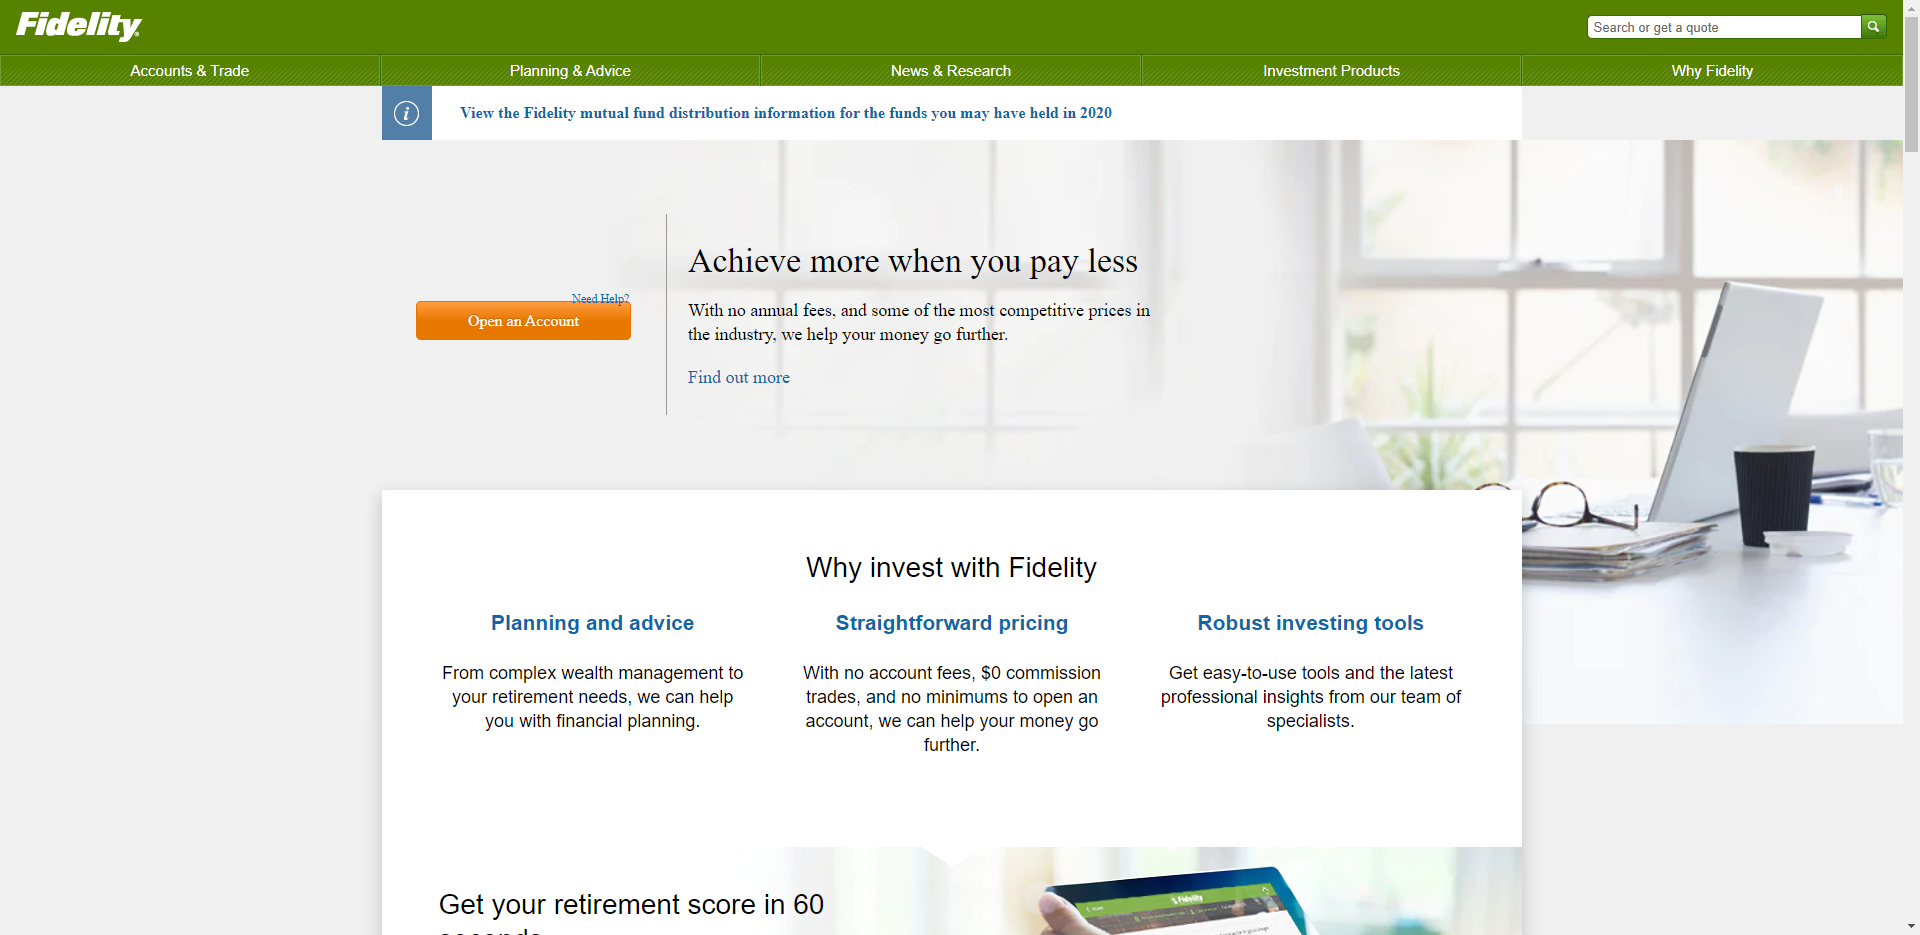 Fidelity
Search or get a quote
Accounts & Trade
Planning & Advice
News & Research
Investment Products
Why Fidelity
View the Fidelity mutual fund distribution information for the funds you may have held in 2020
Need Help?
Open an Account
Achieve more when you pay less
With no annual fees, and some of the most competitive prices in
the industry, we help your money go further.
Find out more
Why invest with Fidelity
Planning and advice
From complex wealth management to
your retirement needs, we can help
you with financial planning.
Straightforward pricing
With no account fees, $0 commission
trades, and no minimums to open an
account, we can help your money go
further.
Robust investing tools
Get easy-to-use tools and the latest
professional insights from our team of
specialists.
Get your retirement score in 60
seconds
Fidelity